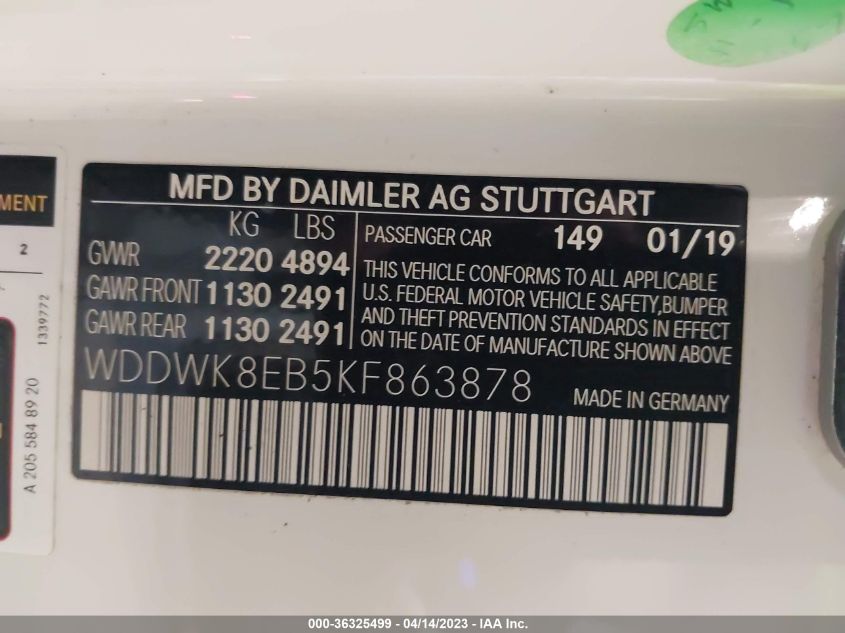 MENT
2
1339772
A 205 584 89 20
MFD BY DAIMLER AG STUTTGART
KG LBS
GVWR 2220 4894
GAWR FRONT 1130 2491
GAWR REAR 1130 2491
PASSENGER CAR 149 01/19
THIS VEHICLE CONFORMS TO ALL APPLICABLE
U.S. FEDERAL MOTOR VEHICLE SAFETY,BUMPER
AND THEFT PREVENTION STANDARDS IN EFFECT
ON THE DATE OF MANUFACTURE SHOWN ABOVE
WDDWK8EB5KF863878
MADE IN GERMANY
000-36325499 - 04/14/2023 - IAA Inc.